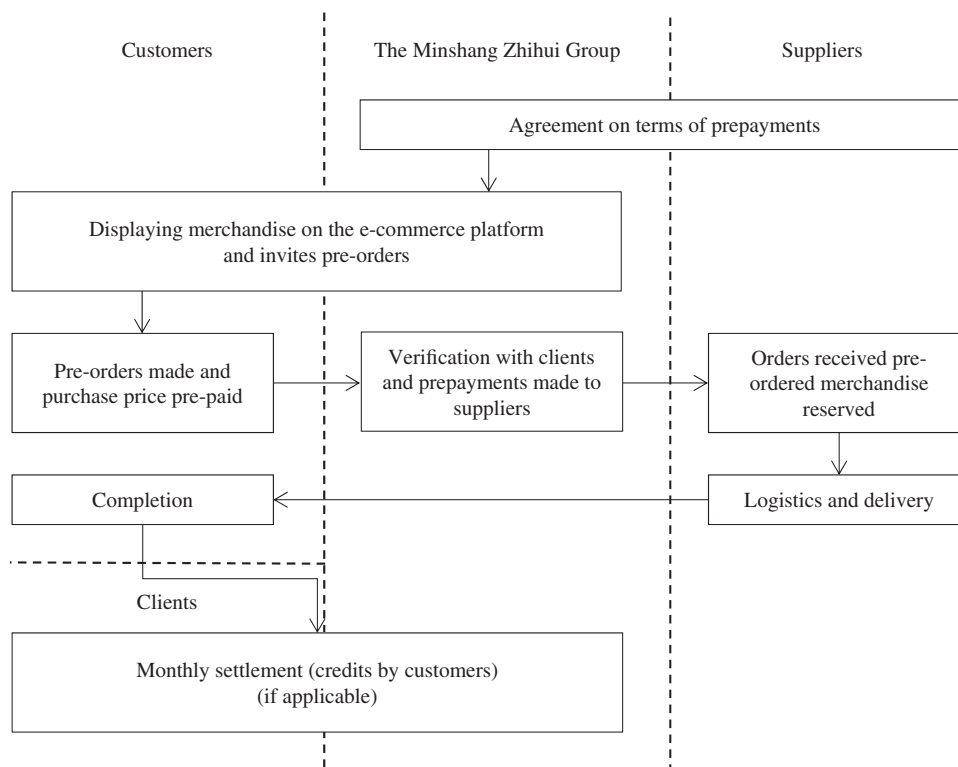 Customers
The Minshang Zhihui Group
Suppliers
Agreement on terms of prepayments
Displaying merchandise on the e-commerce platform
and invites pre-orders
Pre-orders made and
purchase price pre-paid
Verification with clients
and prepayments made to
suppliers
Orders received pre-
ordered merchandise
reserved
Completion
Logistics and delivery
Clients
Monthly settlement (credits by customers)
(if applicable)